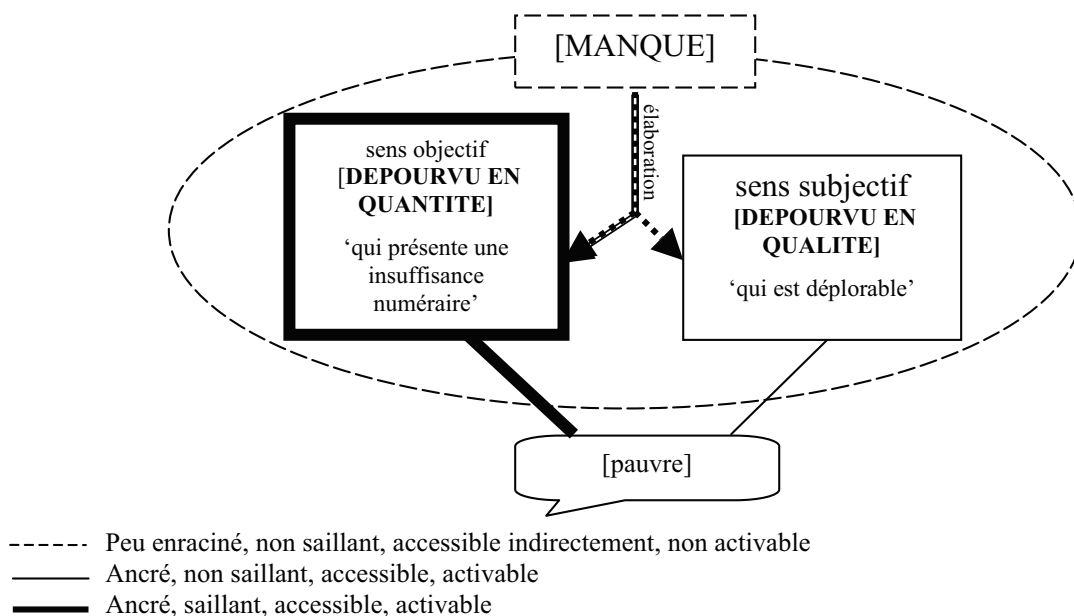 [MANQUE]
élaboration
sens objectif
[DEPOURVU EN
QUANTITE]
‘qui présente une
insuffisance
numéraire’
sens subjectif
[DEPOURVU EN
QUALITE]
‘qui est déplorable’
[pauvre]
Peu enraciné, non saillant, accessible indirectement, non activable
Ancré, non saillant, accessible, activable
Ancré, saillant, accessible, activable